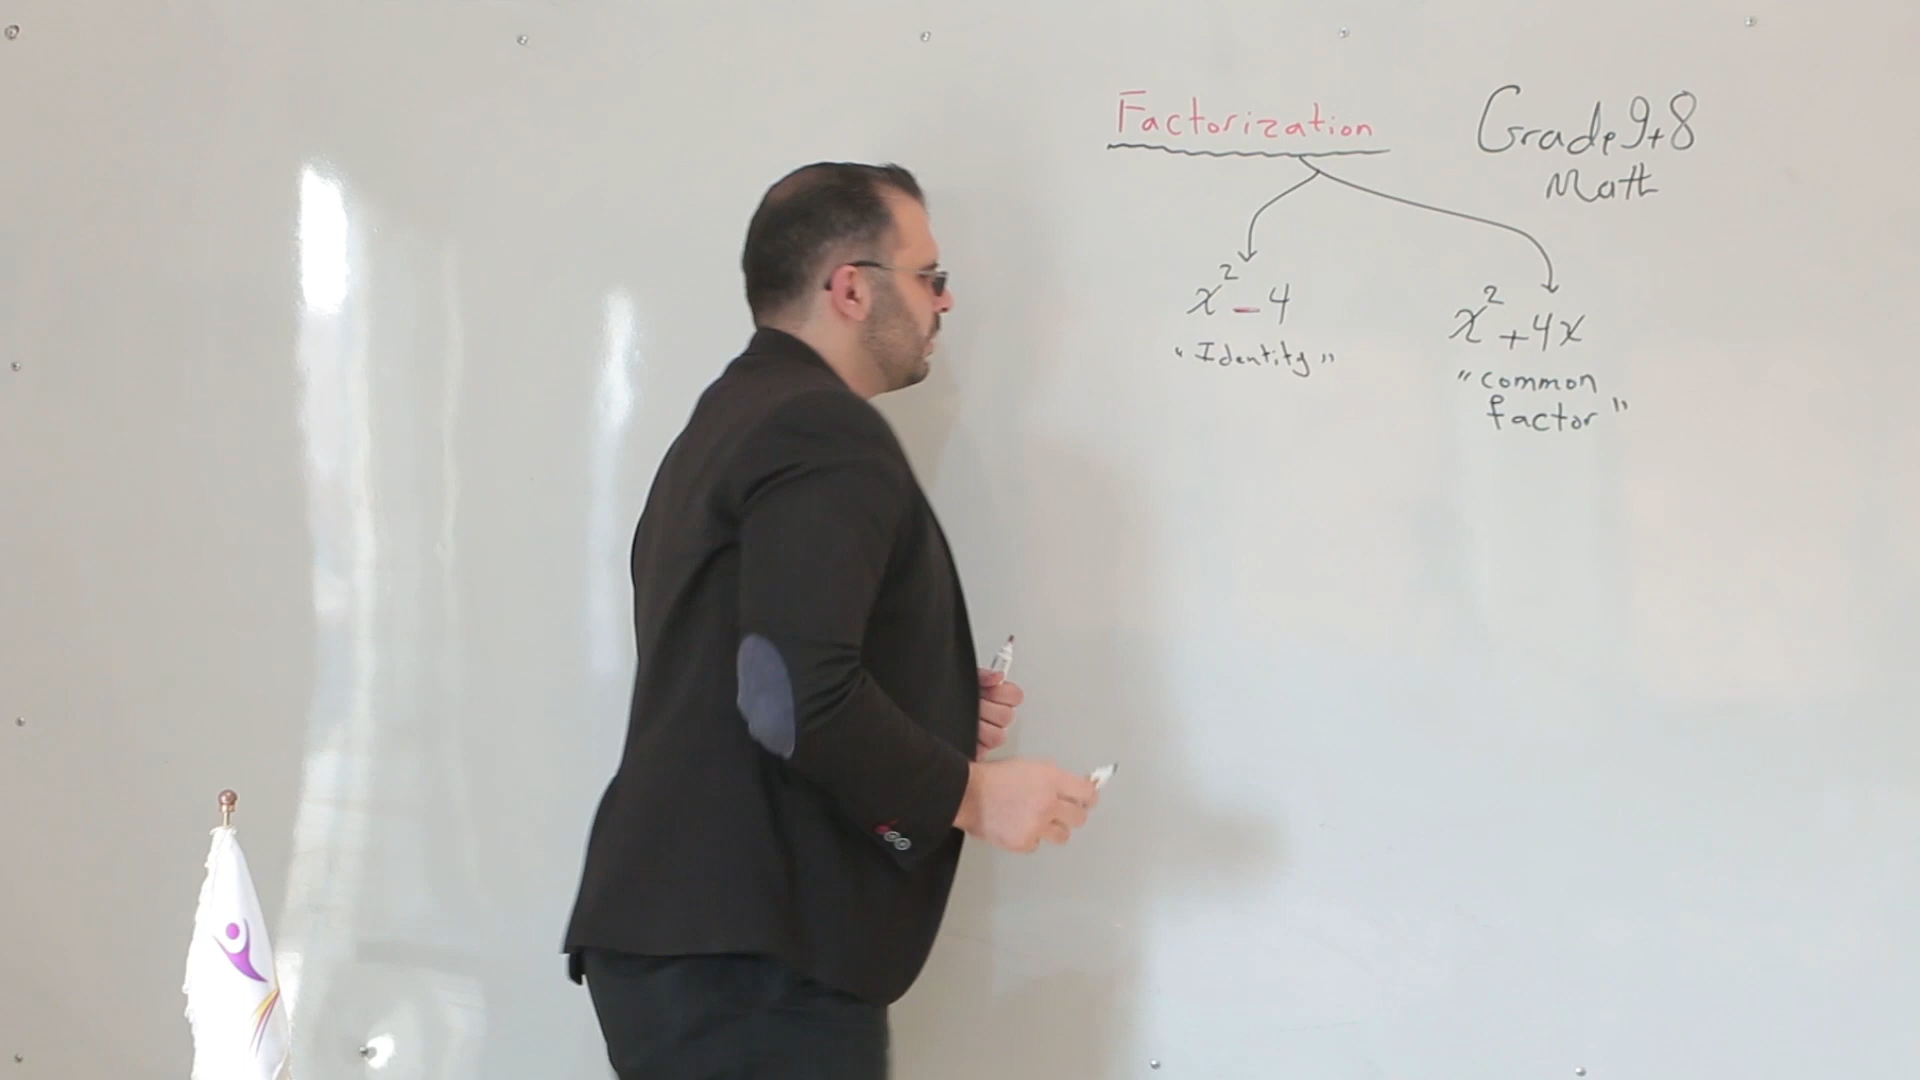 Factorization
Grade 9+8
Math
x² - 4
"Identity"
x² + 4x
"common
factor"